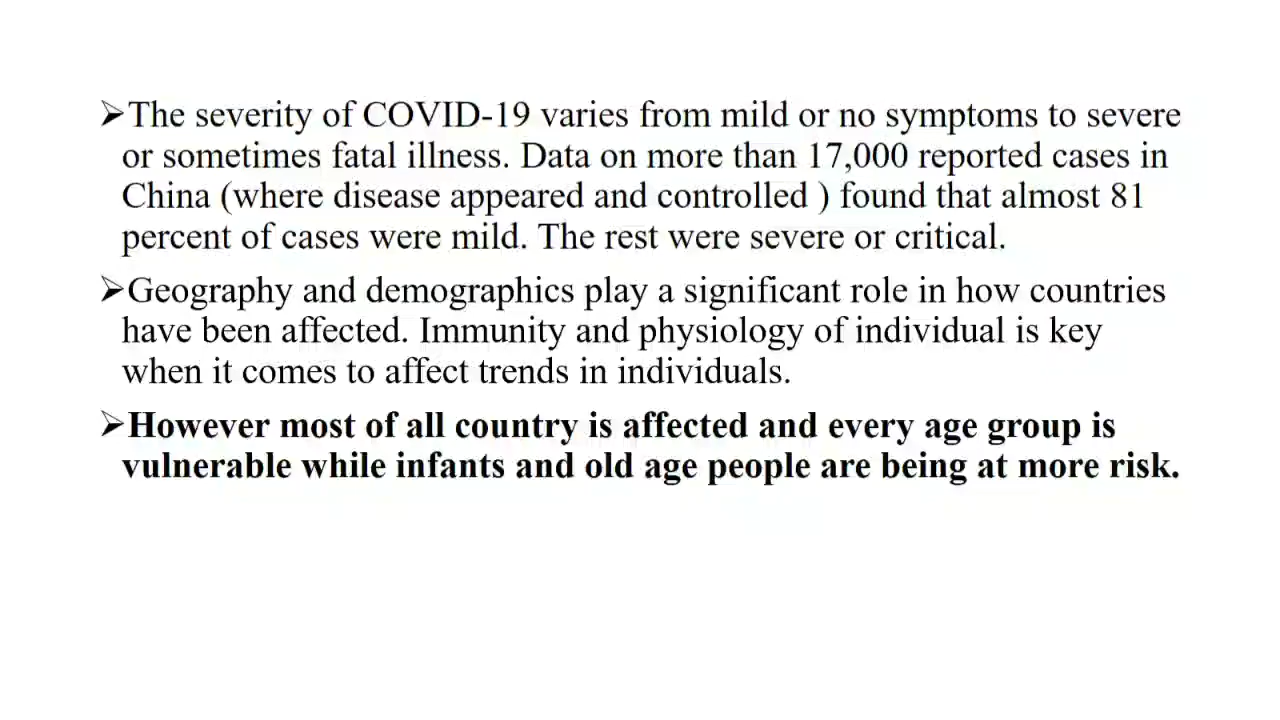 ➢The severity of COVID-19 varies from mild or no symptoms to severe
or sometimes fatal illness. Data on more than 17,000 reported cases in
China (where disease appeared and controlled ) found that almost 81
percent of cases were mild. The rest were severe or critical.
➢Geography and demographics play a significant role in how countries
have been affected. Immunity and physiology of individual is key
when it comes to affect trends in individuals.
➢However most of all country is affected and every age group is
vulnerable while infants and old age people are being at more risk.